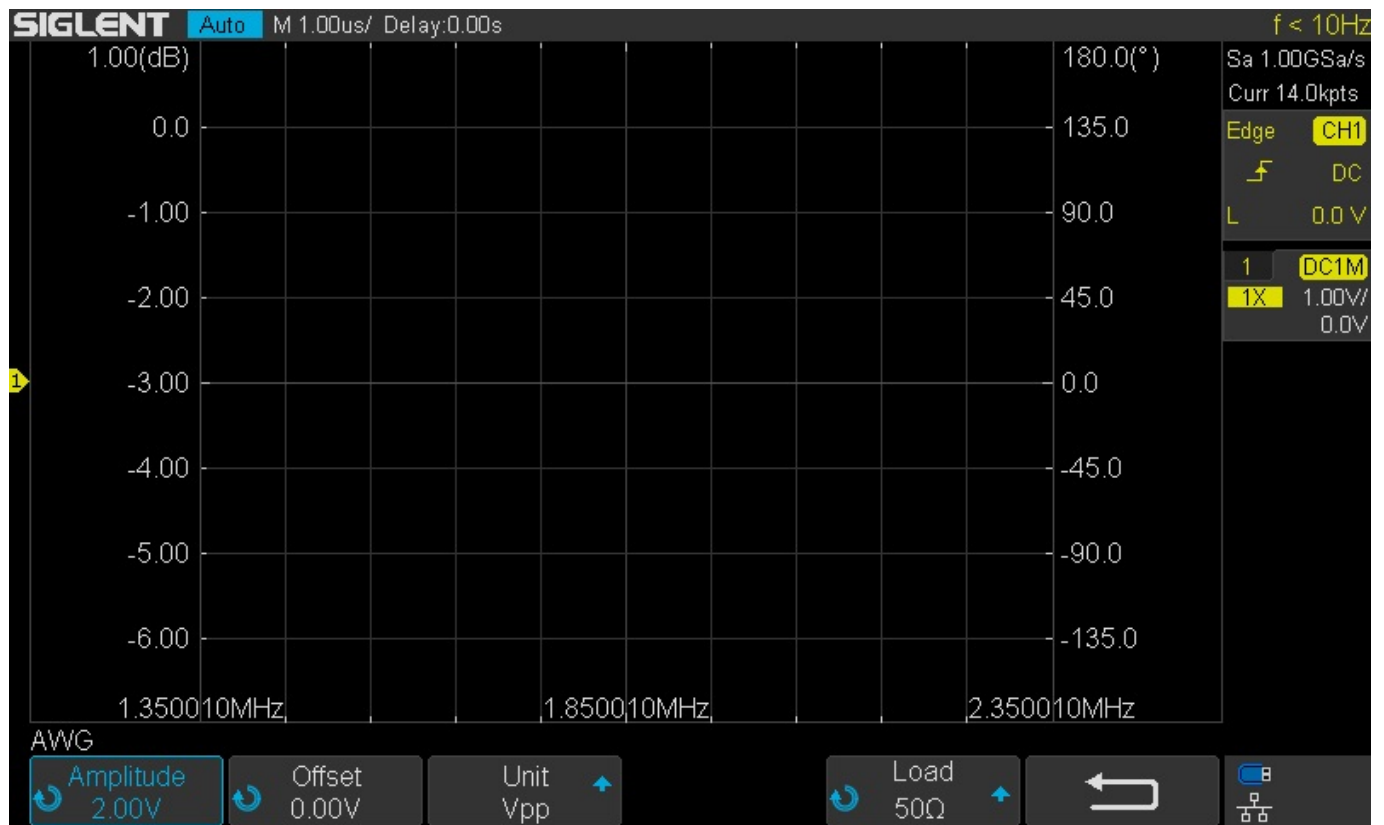 SIGLENT Auto M 1.00us/ Delay:0.00s f < 10Hz
1.00(dB) 180.0(°) Sa 1.00GSa/s
Curr 14.0kpts
0.0 135.0 Edge CH1
DC
-1.00 90.0 L 0.0 V
1 DC1M
-2.00 45.0 1X 1.00V/
0.0V
1 -3.00 0.0
-4.00 -45.0
-5.00 -90.0
-6.00 -135.0
1.350010MHz 1.850010MHz 2.350010MHz
AWG
Amplitude Offset Unit Load
2.00V 0.00V Vpp 50Ω